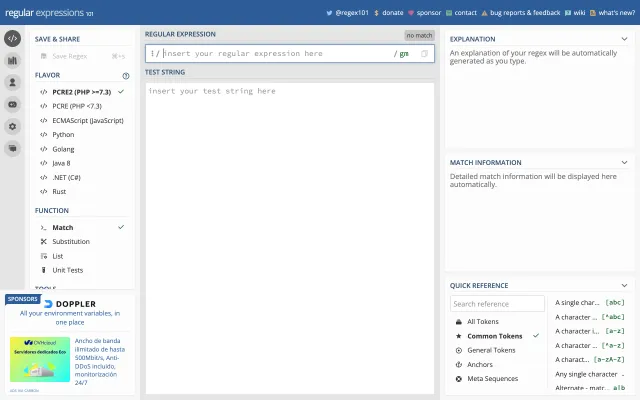 regular expressions 101
@regex101
donate
sponsor
contact
bug reports & feedback
wiki
what's new?
SAVE & SHARE
Save Regex
⌘+s
FLAVOR
PCRE2 (PHP >=7.3)
PCRE (PHP <7.3)
ECMAScript (JavaScript)
Python
Golang
Java 8
.NET (C#)
Rust
FUNCTION
Match
Substitution
List
Unit Tests
SPONSORS
DOPPLER
All your environment variables, in
one place
OVHcloud
Servidores dedicados Eco
Ancho de banda
ilimitado de hasta
500Mbit/s, Anti-
DDoS incluido,
monitorización
24/7
REGULAR EXPRESSION
no match
⋮/ insert your regular expression here / gm
TEST STRING
insert your test string here
EXPLANATION
An explanation of your regex will be automatically
generated as you type.
MATCH INFORMATION
Detailed match information will be displayed here
automatically.
QUICK REFERENCE
Search reference
All Tokens
Common Tokens
General Tokens
Anchors
Meta Sequences
A single char... [abc]
A character ... [^abc]
A character i... [a-z]
A character ... [^a-z]
A charact... [a-zA-Z]
Any single character .
Alternate - matc... a|b